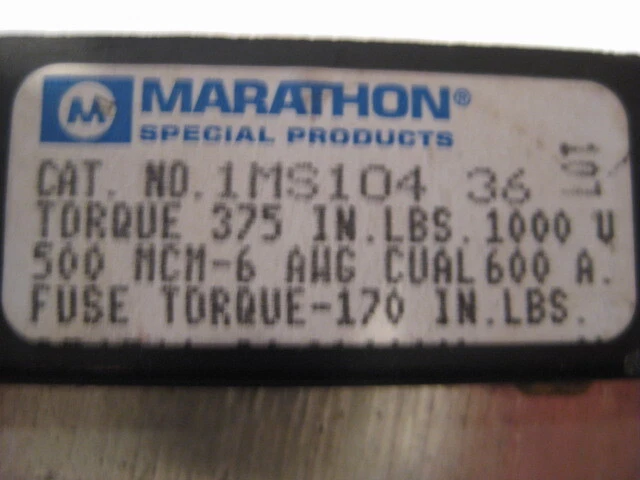 M MARATHON®
SPECIAL PRODUCTS
CAT. NO. 1MS104 36
101
TORQUE 375 IN.LBS. 1000 V
500 MCM-6 AWG CUAL 600 A.
FUSE TORQUE-170 IN.LBS.